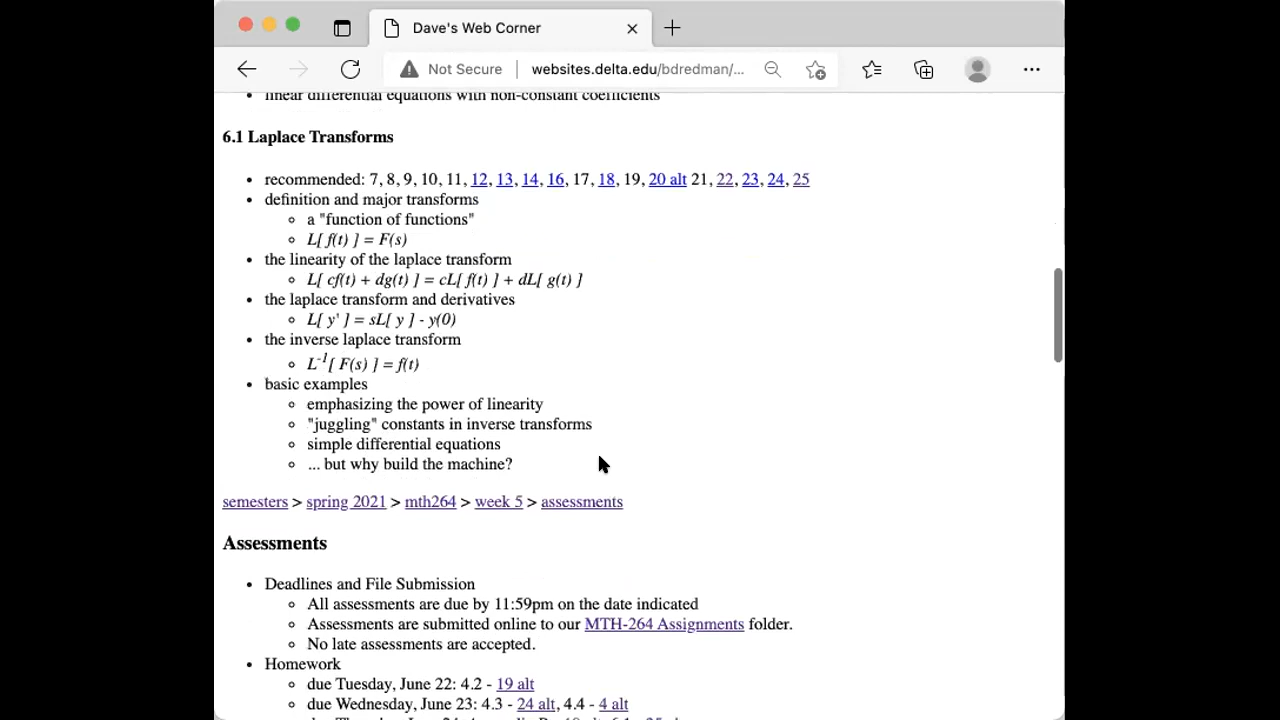 Dave's Web Corner
Not Secure | websites.delta.edu/bdredman/...
linear differential equations with non-constant coefficients
6.1 Laplace Transforms
recommended: 7, 8, 9, 10, 11, 12, 13, 14, 16, 17, 18, 19, 20 alt 21, 22, 23, 24, 25
definition and major transforms
a "function of functions"
L[ f(t) ] = F(s)
the linearity of the laplace transform
L[ cf(t) + dg(t) ] = cL[ f(t) ] + dL[ g(t) ]
the laplace transform and derivatives
L[ y' ] = sL[ y ] - y(0)
the inverse laplace transform
L⁻¹[ F(s) ] = f(t)
basic examples
emphasizing the power of linearity
"juggling" constants in inverse transforms
simple differential equations
... but why build the machine?
semesters > spring 2021 > mth264 > week 5 > assessments
Assessments
Deadlines and File Submission
All assessments are due by 11:59pm on the date indicated
Assessments are submitted online to our MTH-264 Assignments folder.
No late assessments are accepted.
Homework
due Tuesday, June 22: 4.2 - 19 alt
due Wednesday, June 23: 4.3 - 24 alt, 4.4 - 4 alt